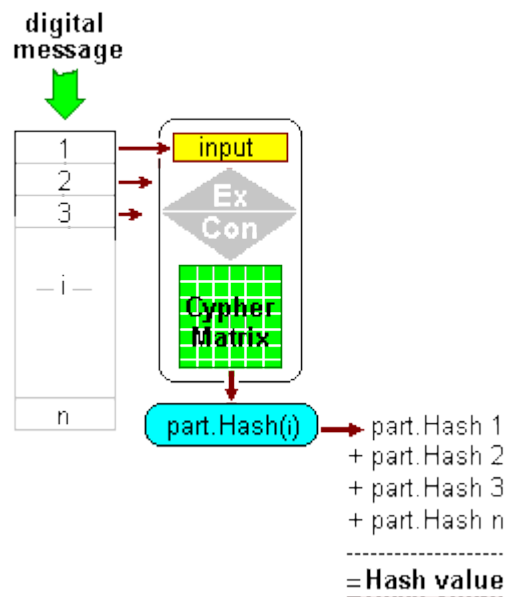 digital
message
1
2
3
i
n
input
Ex
Con
Cypher
Matrix
part.Hash(i)
part.Hash 1
+ part.Hash 2
+ part.Hash 3
+ part.Hash n
=Hash value